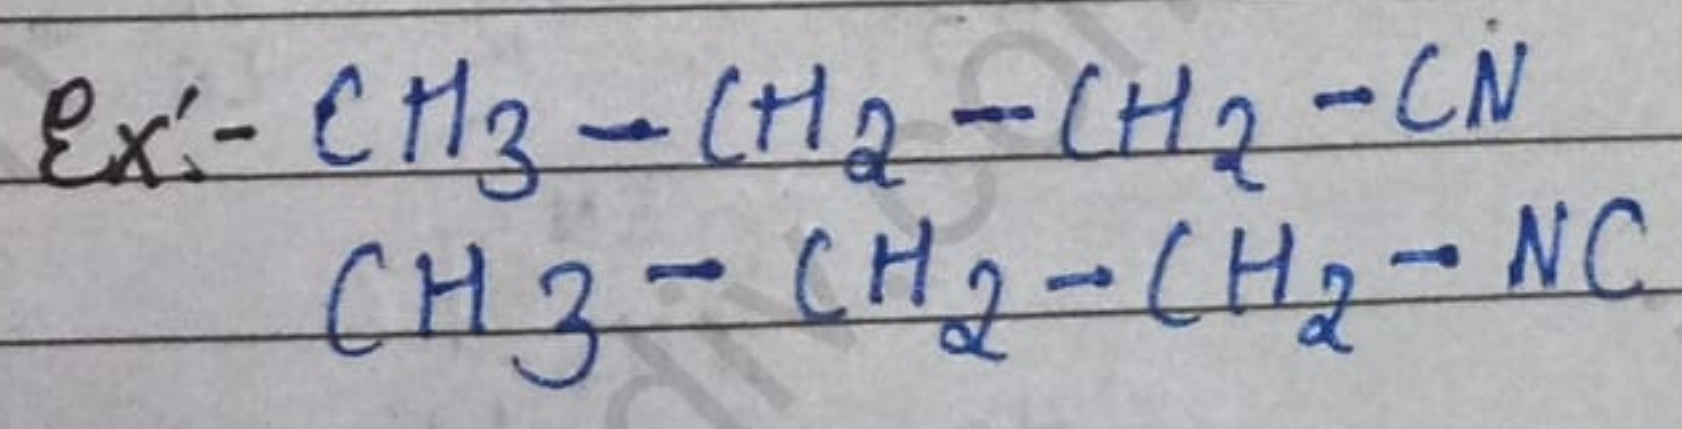 Ex:- CH3 - CH2 - CH2 - CN
CH3 - CH2 - CH2 - NC